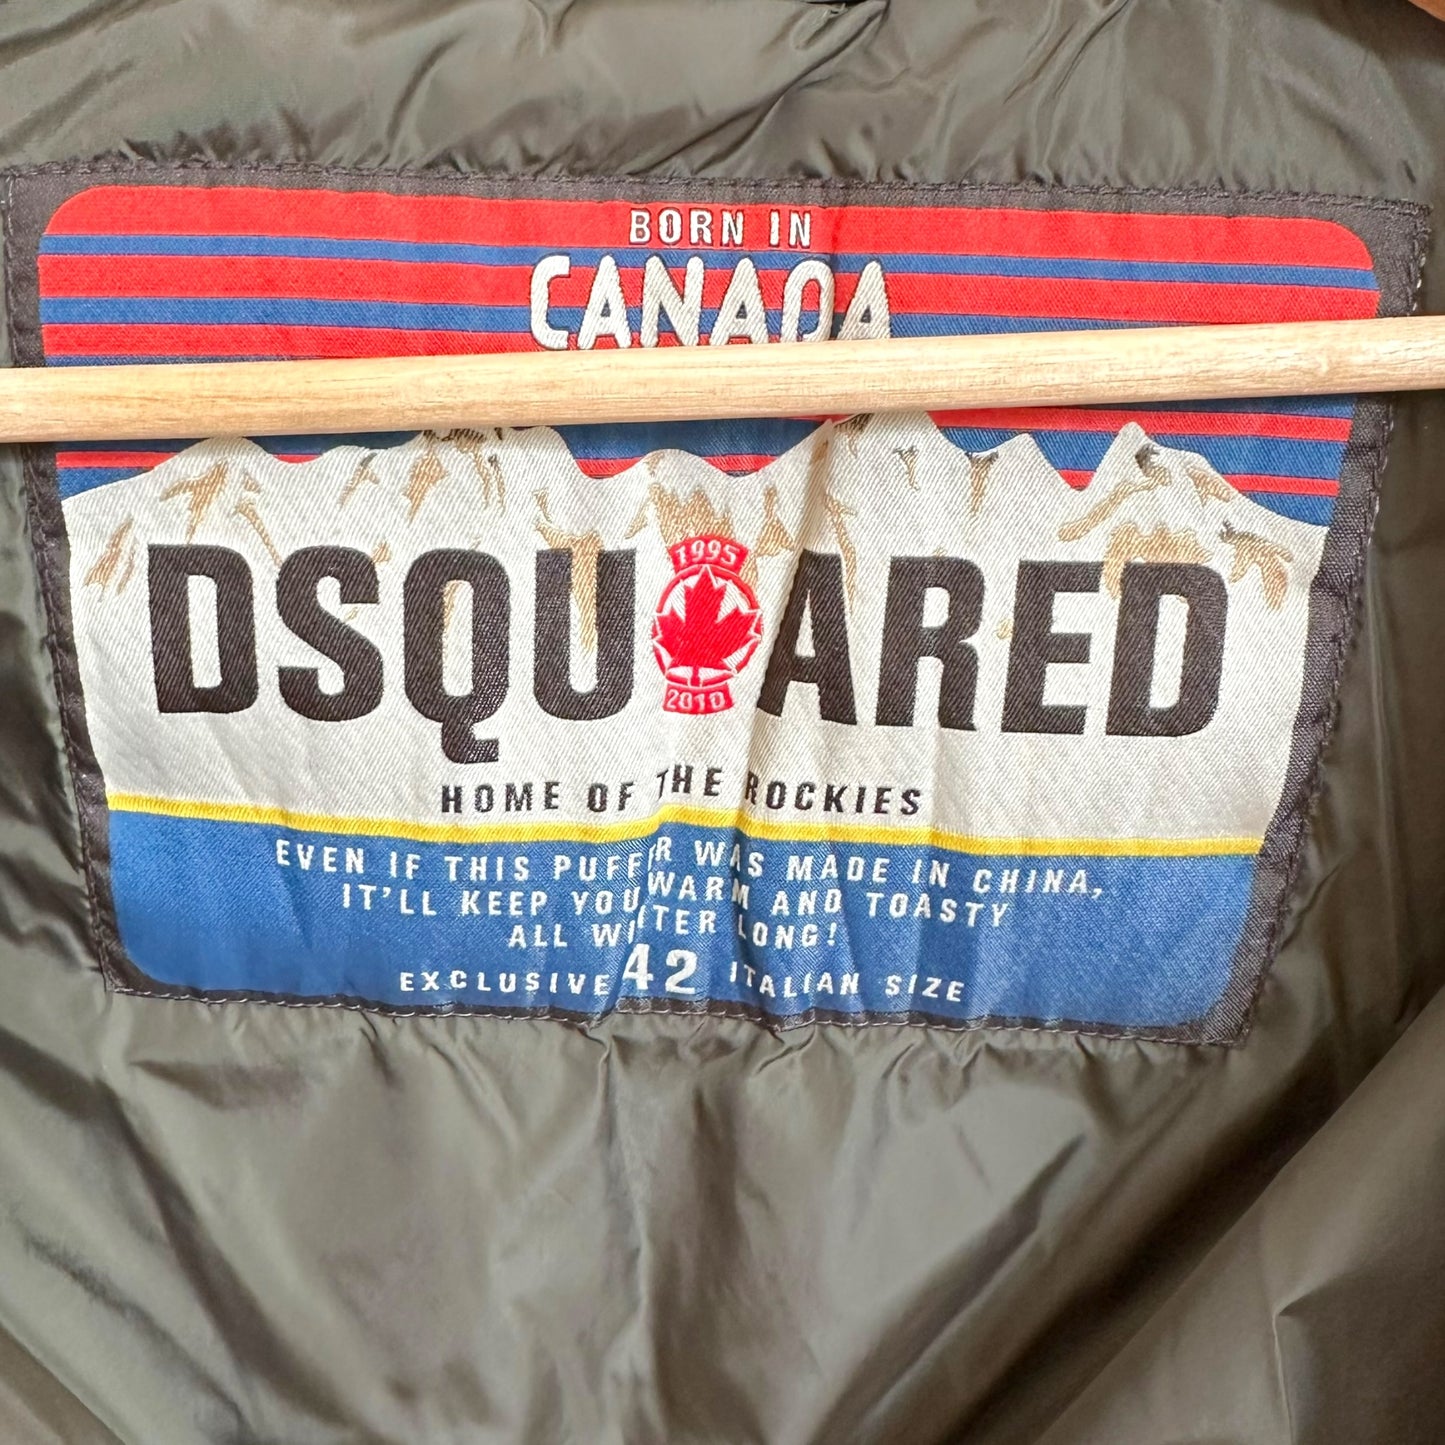 BORN IN
CANADA
DSQU ARED
1995
2010
HOME OF THE ROCKIES
EVEN IF THIS PUFFER WAS MADE IN CHINA,
IT'LL KEEP YOU WARM AND TOASTY
ALL WINTER LONG!
EXCLUSIVE 42 ITALIAN SIZE